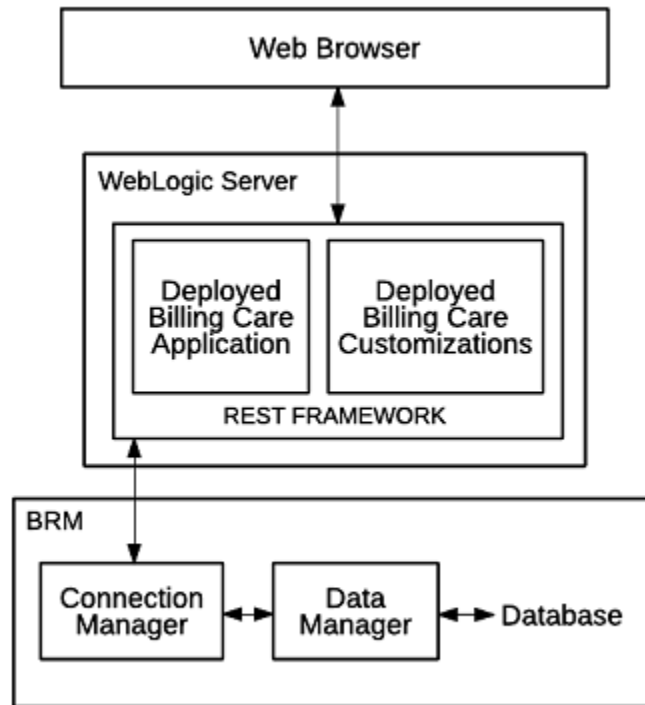 Web Browser
WebLogic Server
Deployed
Billing Care
Application
Deployed
Billing Care
Customizations
REST FRAMEWORK
BRM
Connection
Manager
Data
Manager
Database